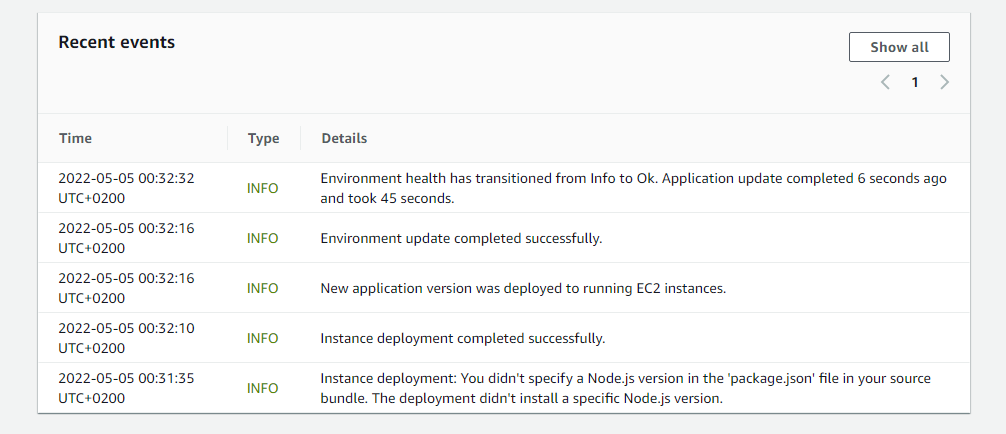 Recent events
Show all
1
Time Type Details
2022-05-05 00:32:32 UTC+0200 INFO Environment health has transitioned from Info to Ok. Application update completed 6 seconds ago
and took 45 seconds.
2022-05-05 00:32:16 UTC+0200 INFO Environment update completed successfully.
2022-05-05 00:32:16 UTC+0200 INFO New application version was deployed to running EC2 instances.
2022-05-05 00:32:10 UTC+0200 INFO Instance deployment completed successfully.
2022-05-05 00:31:35 UTC+0200 INFO Instance deployment: You didn't specify a Node.js version in the 'package.json' file in your source
bundle. The deployment didn't install a specific Node.js version.